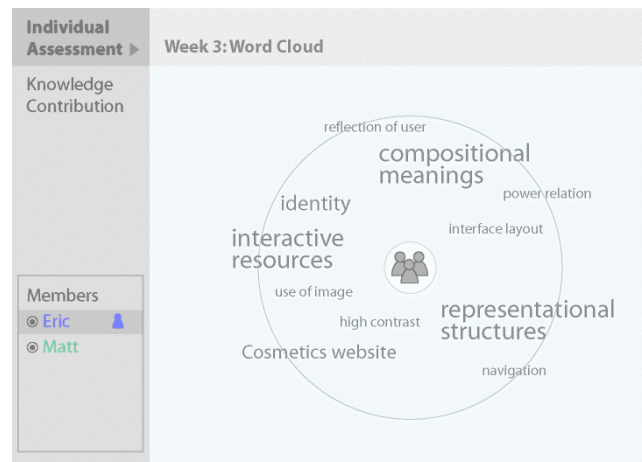 Individual
Assessment
Week 3: Word Cloud
Knowledge
Contribution
Members
Eric
Matt
reflection of user
compositional
meanings
power relation
identity
interface layout
interactive
resources
use of image
representational
structures
high contrast
Cosmetics website
navigation